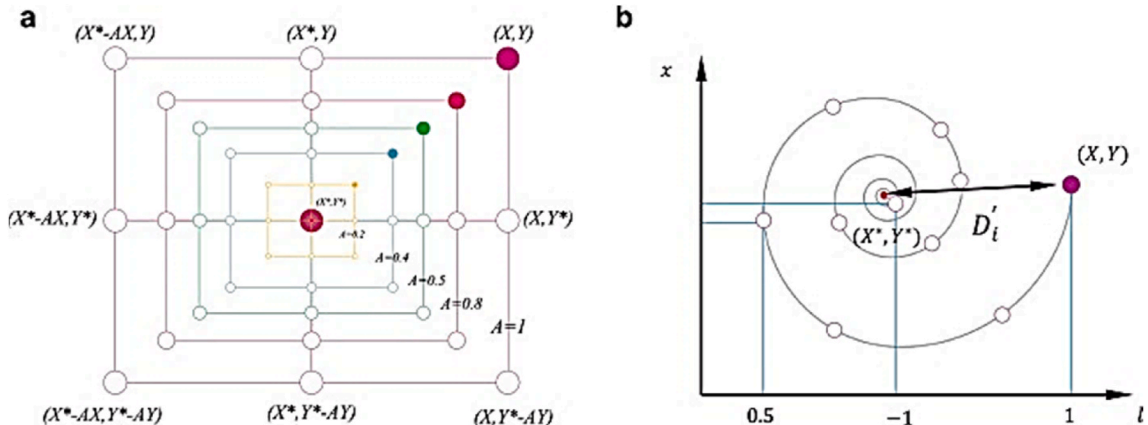 a
(X*-AX,Y)
(X*,Y)
(X,Y)
(X*-AX,Y*)
(X*,Y*)
(X,Y*)
A=0.2
A=0.4
A=0.5
A=0.8
A=1
(X*-AX,Y*-AY)
(X*,Y*-AY)
(X,Y*-AY)
b
x
(X,Y)
(X*,Y*)
D'i
0.5
−1
1
l